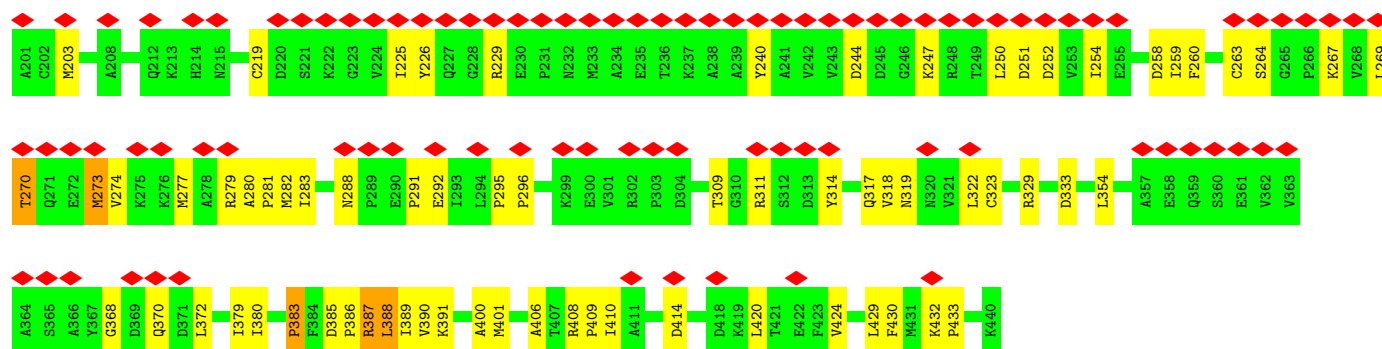 A201 C202 M203 A208 Q212 K213 H214 N215 C219 D220 S221 K222 G223 V224 I225 Y226 Q227 G228 R229 E230 P231 N232 M233 A234 E235 T236 K237 A238 A239 Y240 A241 V242 V243 D244 D245 G246 K247 R248 T249 L250 D251 D252 V253 I254 E255 D258 I259 F260 C263 S264 G265 P266 K267 V268 L269
T270 Q271 E272 M273 V274 K275 K276 M277 A278 R279 A280 P281 M282 I283 N288 P289 E290 P291 E292 I293 L294 P295 P296 K299 E300 V301 R302 P303 D304 T309 G310 R311 S312 D313 Y314 Q317 V318 N319 N320 V321 L322 C323 R329 D333 L354 A357 E358 Q359 S360 E361 V362 V363
A364 S365 A366 Y367 G368 D369 Q370 D371 L372 I379 I380 P383 F384 D385 P386 R387 L388 I389 V390 K391 A400 M401 A406 T407 R408 P409 I410 A411 D414 D418 K419 L420 T421 E422 F423 V424 L429 F430 M431 K432 P433 K440